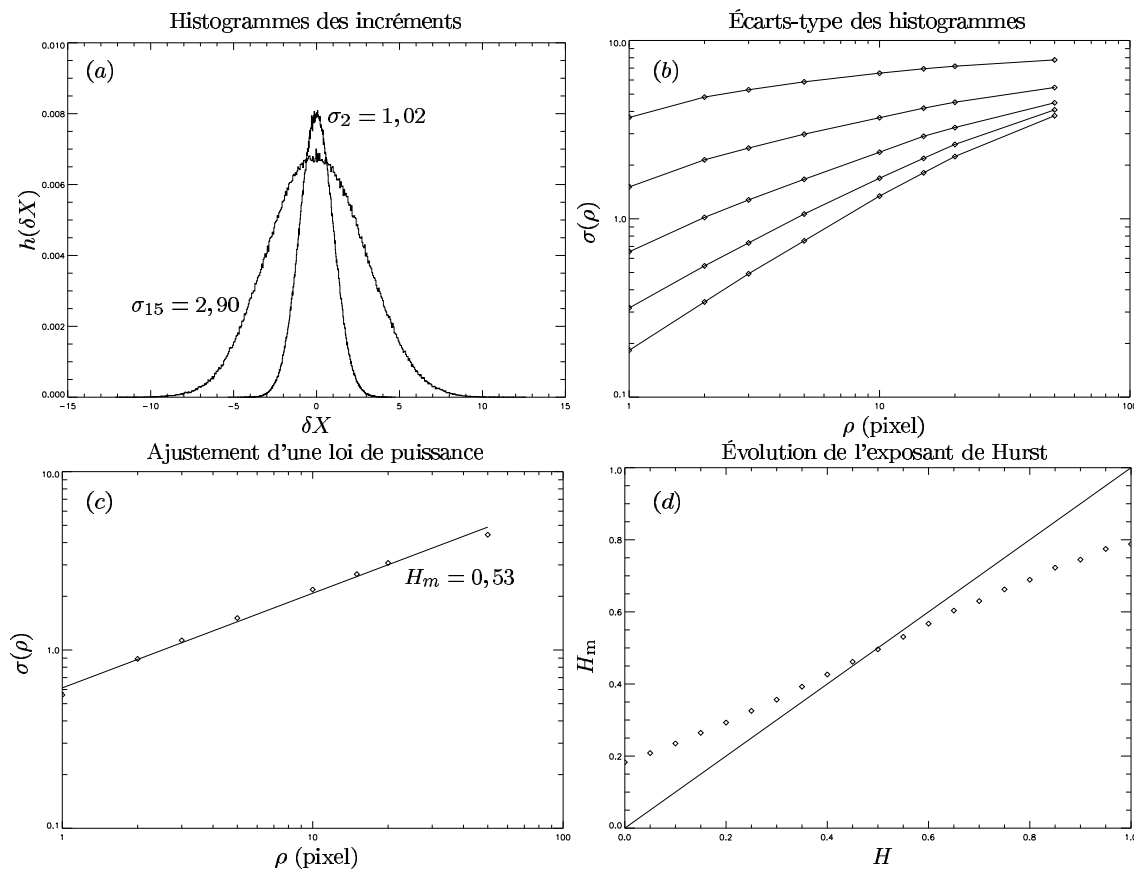 Histogrammes des incréments
(a)
0.010
0.008
0.006
0.004
0.002
0.000
h(δX)
σ₂ = 1,02
σ₁₅ = 2,90
−15 −10 −5 0 5 10 15
δX
Écarts-type des histogrammes
(b)
10.0
1.0
0.1
σ(ρ)
1 10 100
ρ (pixel)
Ajustement d'une loi de puissance
(c)
10.0
1.0
0.1
σ(ρ)
Hₘ = 0,53
1 10 100
ρ (pixel)
Évolution de l'exposant de Hurst
(d)
1.0
0.8
0.6
0.4
0.2
0.0
Hₘ
0.0 0.2 0.4 0.6 0.8 1.0
H